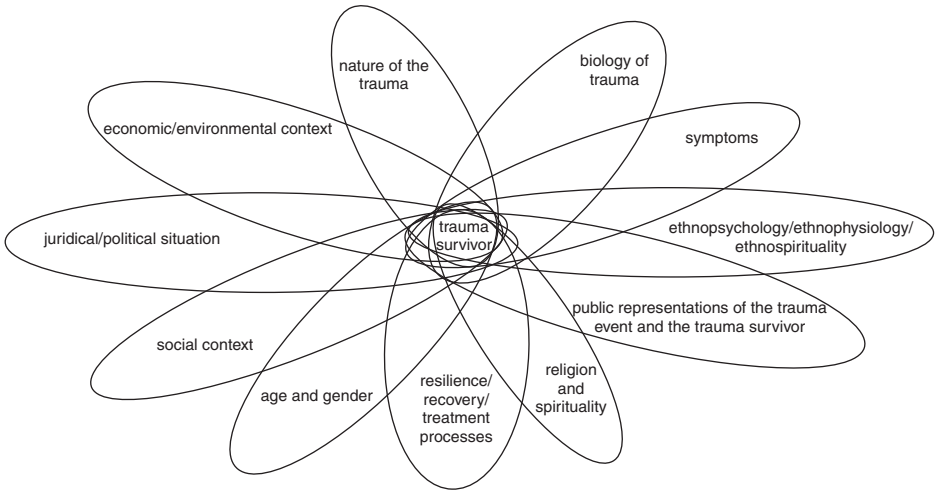 nature of the
trauma
biology of
trauma
economic/environmental context
symptoms
juridical/political situation
trauma
survivor
ethnopsychology/ethnophysiology/
ethnospirituality
public representations of the trauma
event and the trauma survivor
social context
age and gender
resilience/
recovery/
treatment
processes
religion
and
spirituality